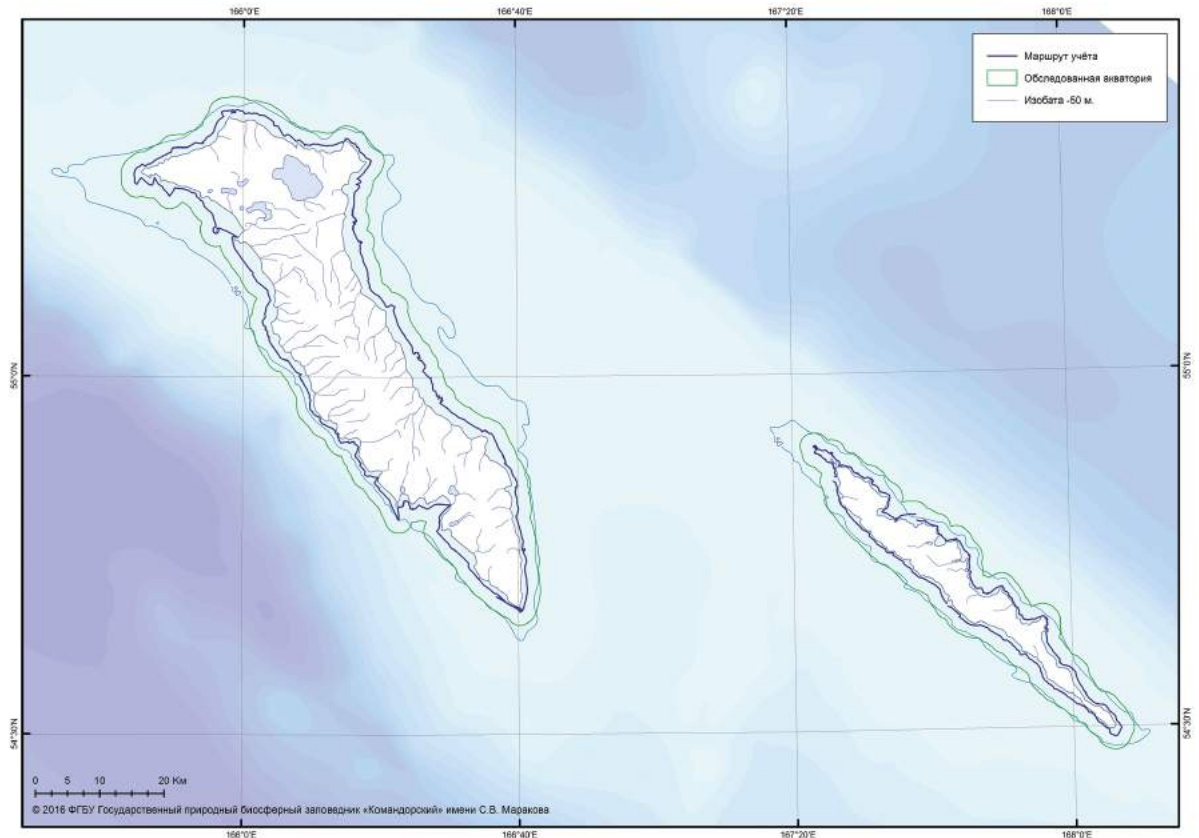 166°0'E
166°40'E
167°20'E
168°0'E
Маршрут учёта
Обследованная акватория
Изобата -50 м.
55°0'N
55°0'N
54°30'N
54°30'N
0 5 10 20 Км
© 2016 ФГБУ Государственный природный биосферный заповедник «Командорский» имени С.В. Маракова
166°0'E
166°40'E
167°20'E
168°0'E